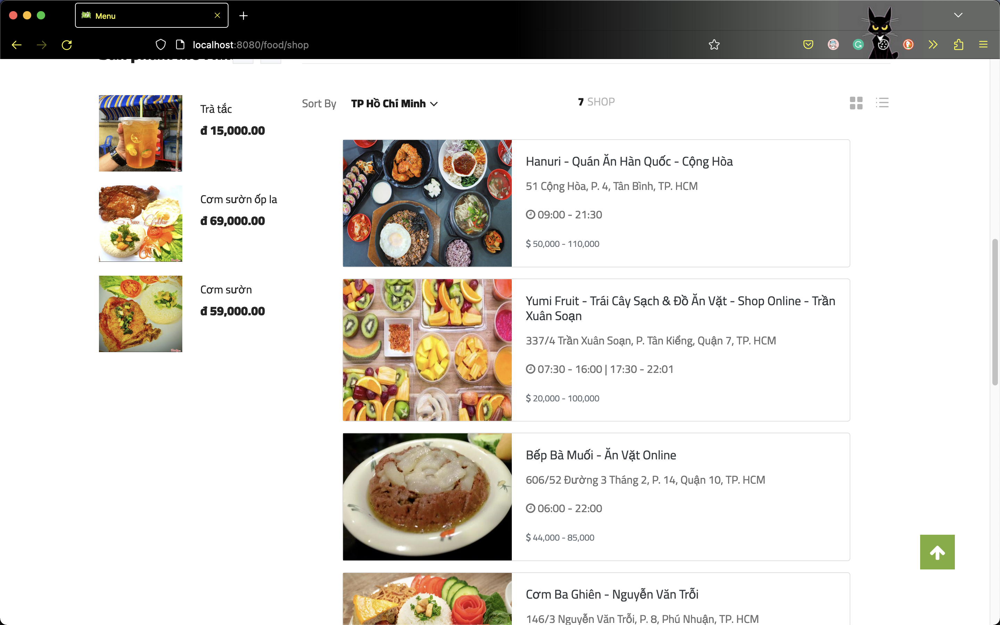 Menu
localhost:8080/food/shop
Trà tắc
đ 15,000.00
Cơm sườn ốp la
đ 69,000.00
Cơm sườn
đ 59,000.00
Sort By TP Hồ Chí Minh
7 SHOP
Hanuri - Quán Ăn Hàn Quốc - Cộng Hòa
51 Cộng Hòa, P. 4, Tân Bình, TP. HCM
09:00 - 21:30
$ 50,000 - 110,000
Yumi Fruit - Trái Cây Sạch & Đồ Ăn Vặt - Shop Online - Trần
Xuân Soạn
337/4 Trần Xuân Soạn, P. Tân Kiểng, Quận 7, TP. HCM
07:30 - 16:00 | 17:30 - 22:01
$ 20,000 - 100,000
Bếp Bà Muối - Ăn Vặt Online
606/52 Đường 3 Tháng 2, P. 14, Quận 10, TP. HCM
06:00 - 22:00
$ 44,000 - 85,000
Cơm Ba Ghiên - Nguyễn Văn Trỗi
146/3 Nguyễn Văn Trỗi, P. 8, Phú Nhuận, TP. HCM